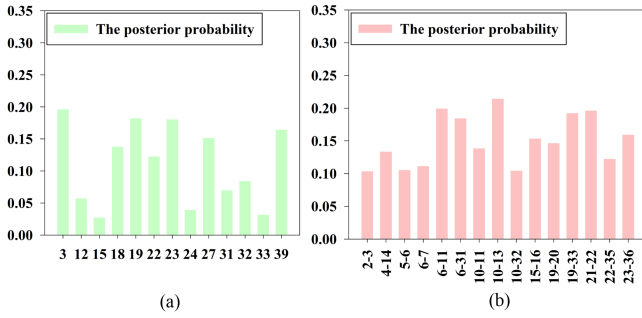 0.35
The posterior probability
0.30
0.25
0.20
0.15
0.10
0.05
0.00
3 12 15 18 19 22 23 24 27 31 32 33 39
(a)
0.35
The posterior probability
0.30
0.25
0.20
0.15
0.10
0.05
0.00
2-3 4-14 5-6 6-7 6-11 6-31 10-11 10-13 10-32 15-16 19-20 19-33 21-22 22-35 23-36
(b)